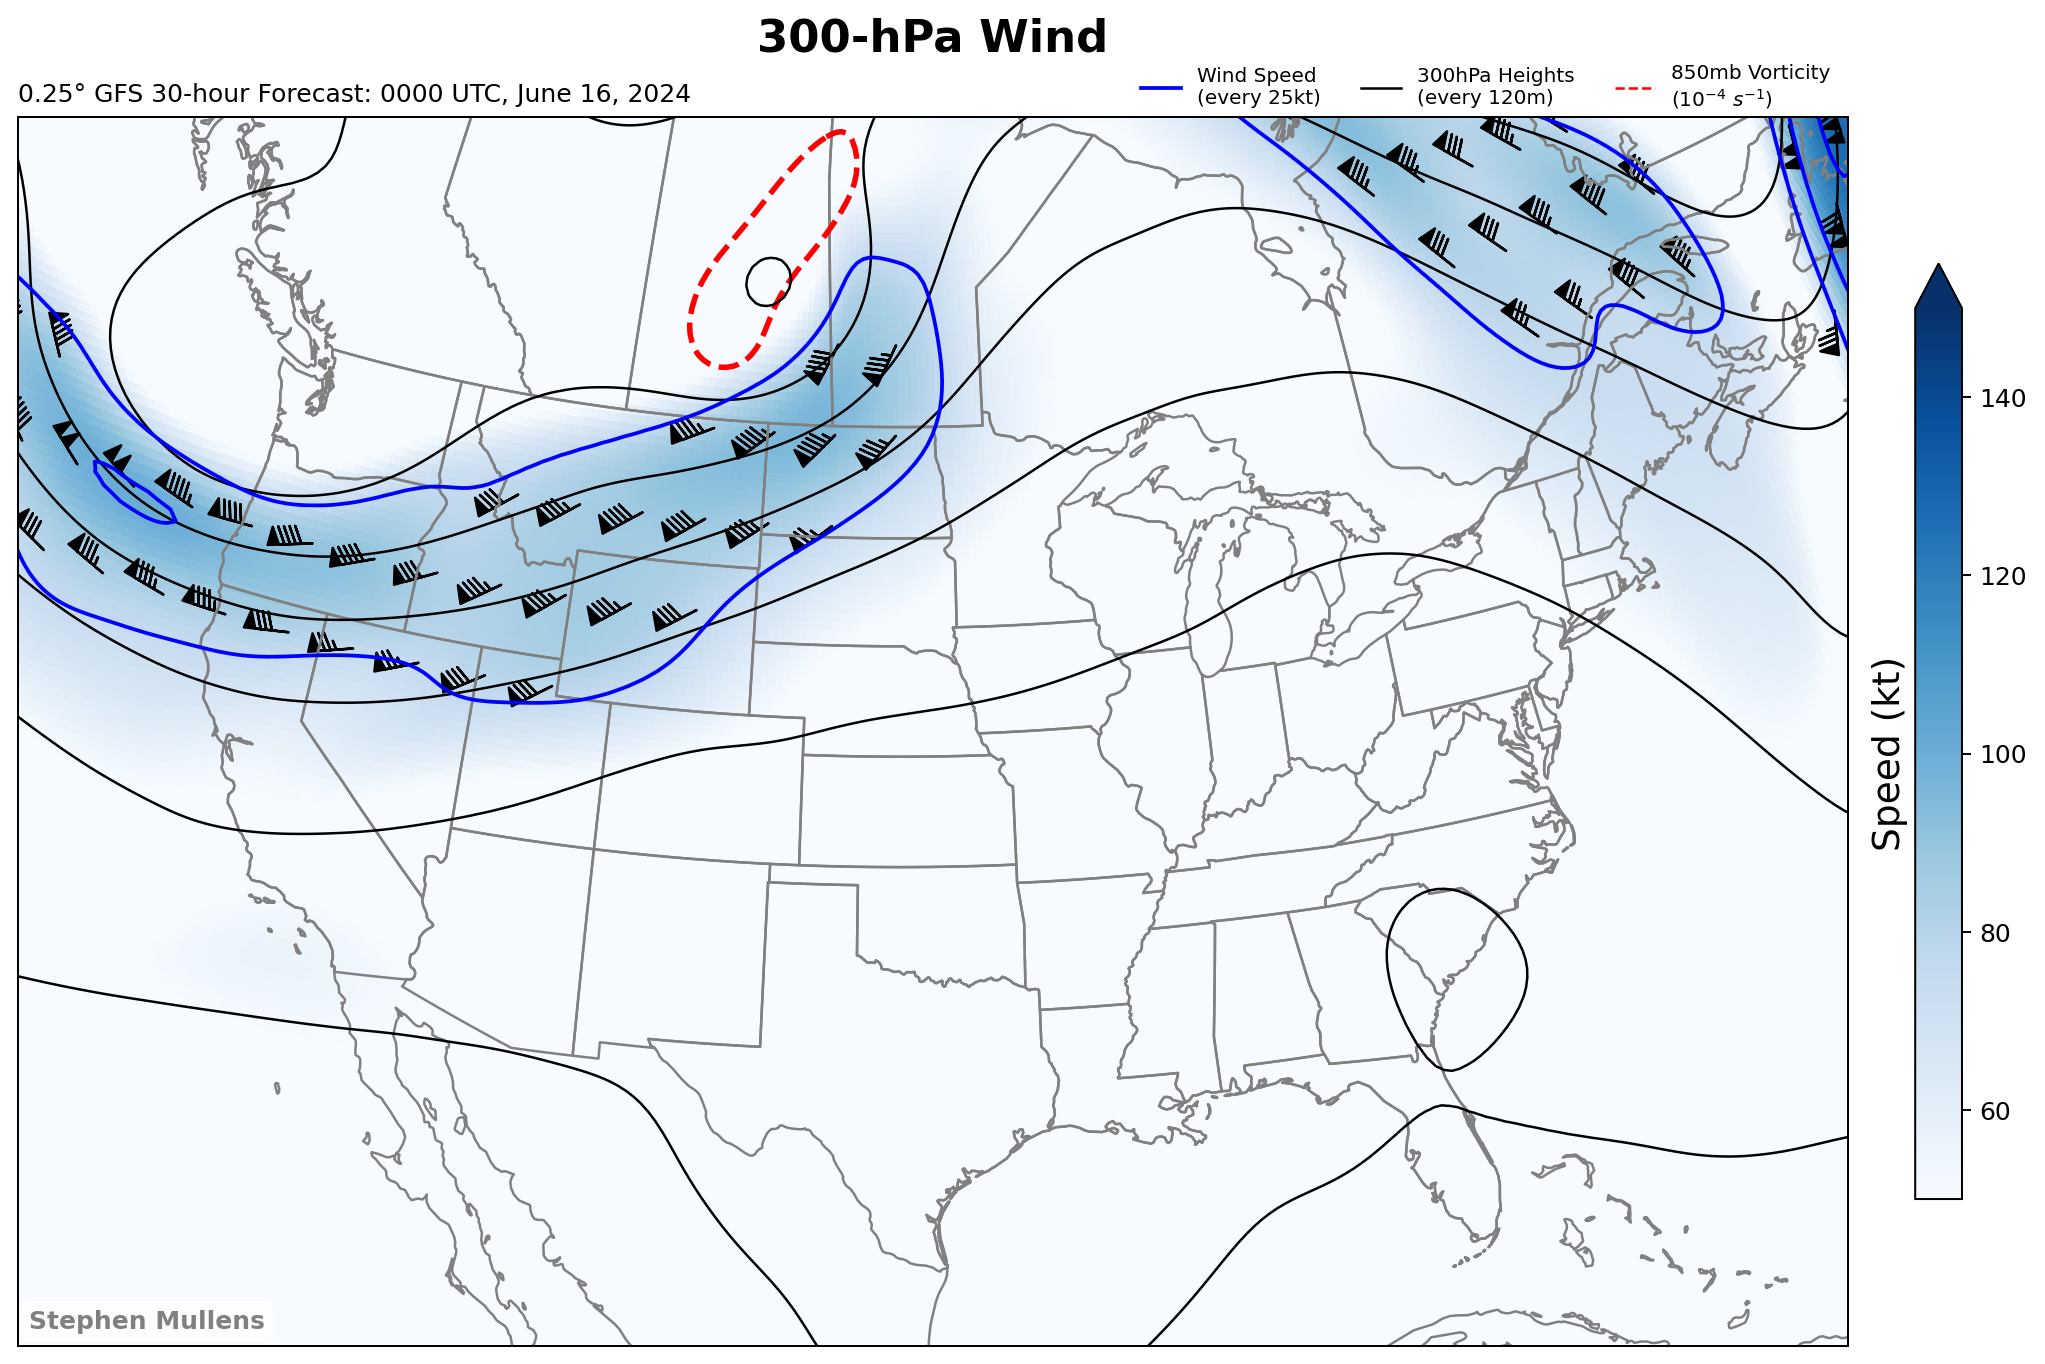 300-hPa Wind
0.25° GFS 30-hour Forecast: 0000 UTC, June 16, 2024
Wind Speed
(every 25kt)
300hPa Heights
(every 120m)
850mb Vorticity
(10⁻⁴ s⁻¹)
140
120
100
80
60
Speed (kt)
Stephen Mullens